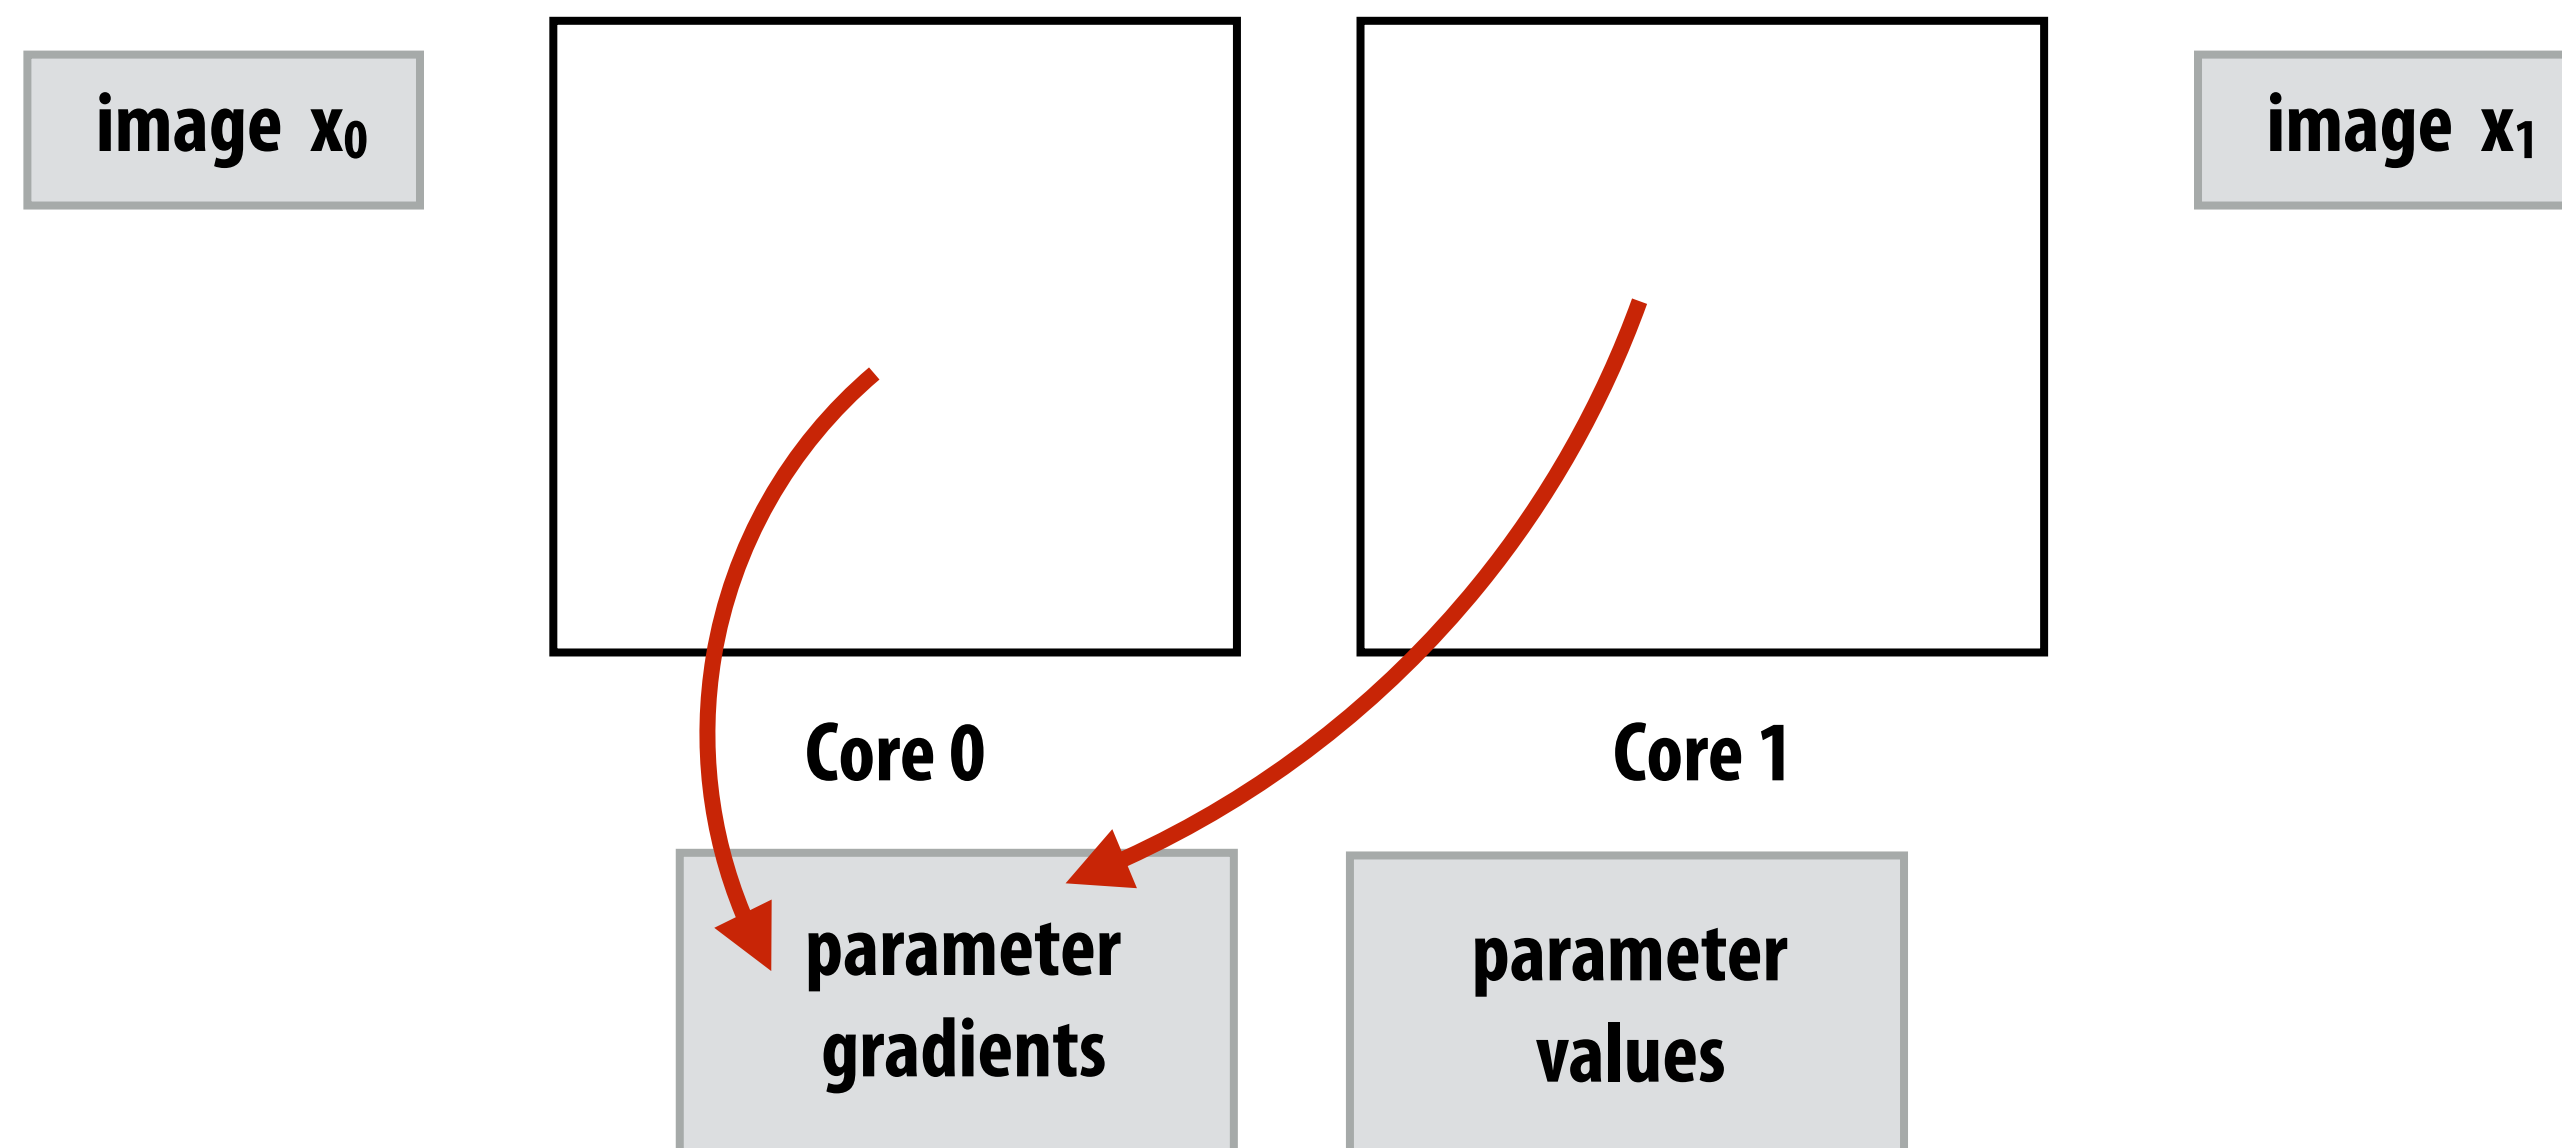 image x₀
image x₁
Core 0
Core 1
parameter
gradients
parameter
values